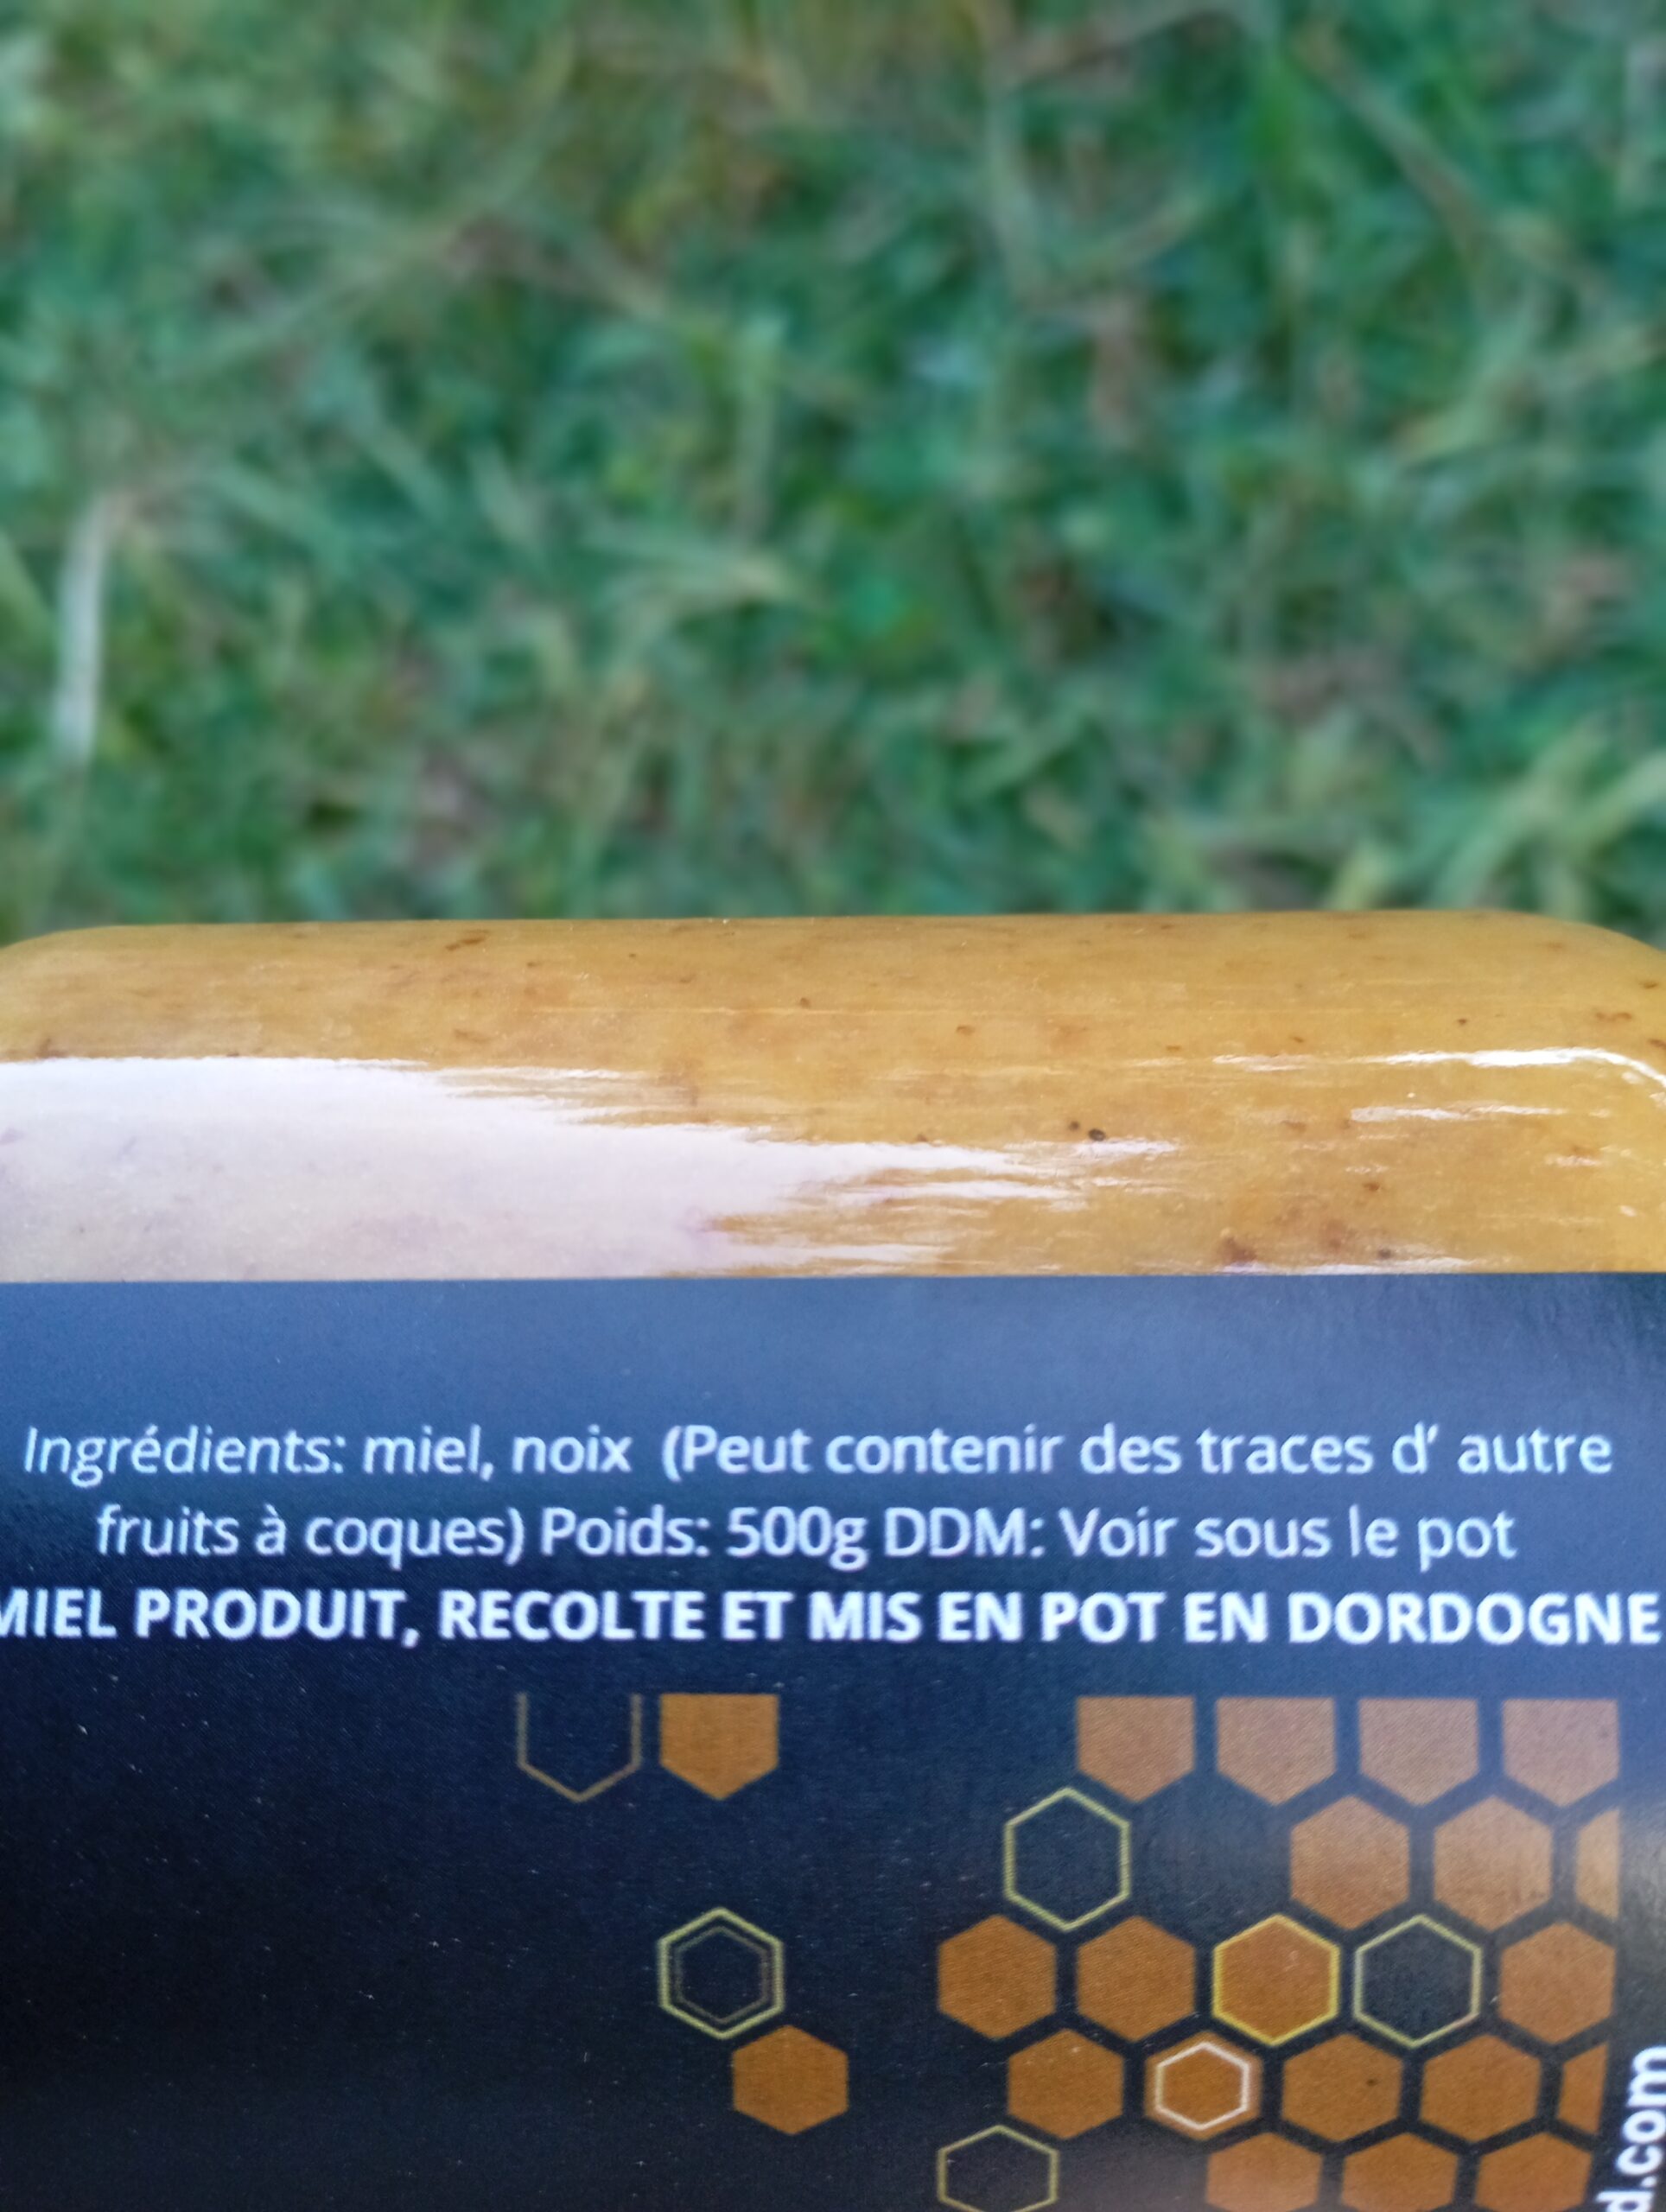 Ingrédients: miel, noix (Peut contenir des traces d' autre
fruits à coques) Poids: 500g DDM: Voir sous le pot
MIEL PRODUIT, RECOLTE ET MIS EN POT EN DORDOGNE
d.com